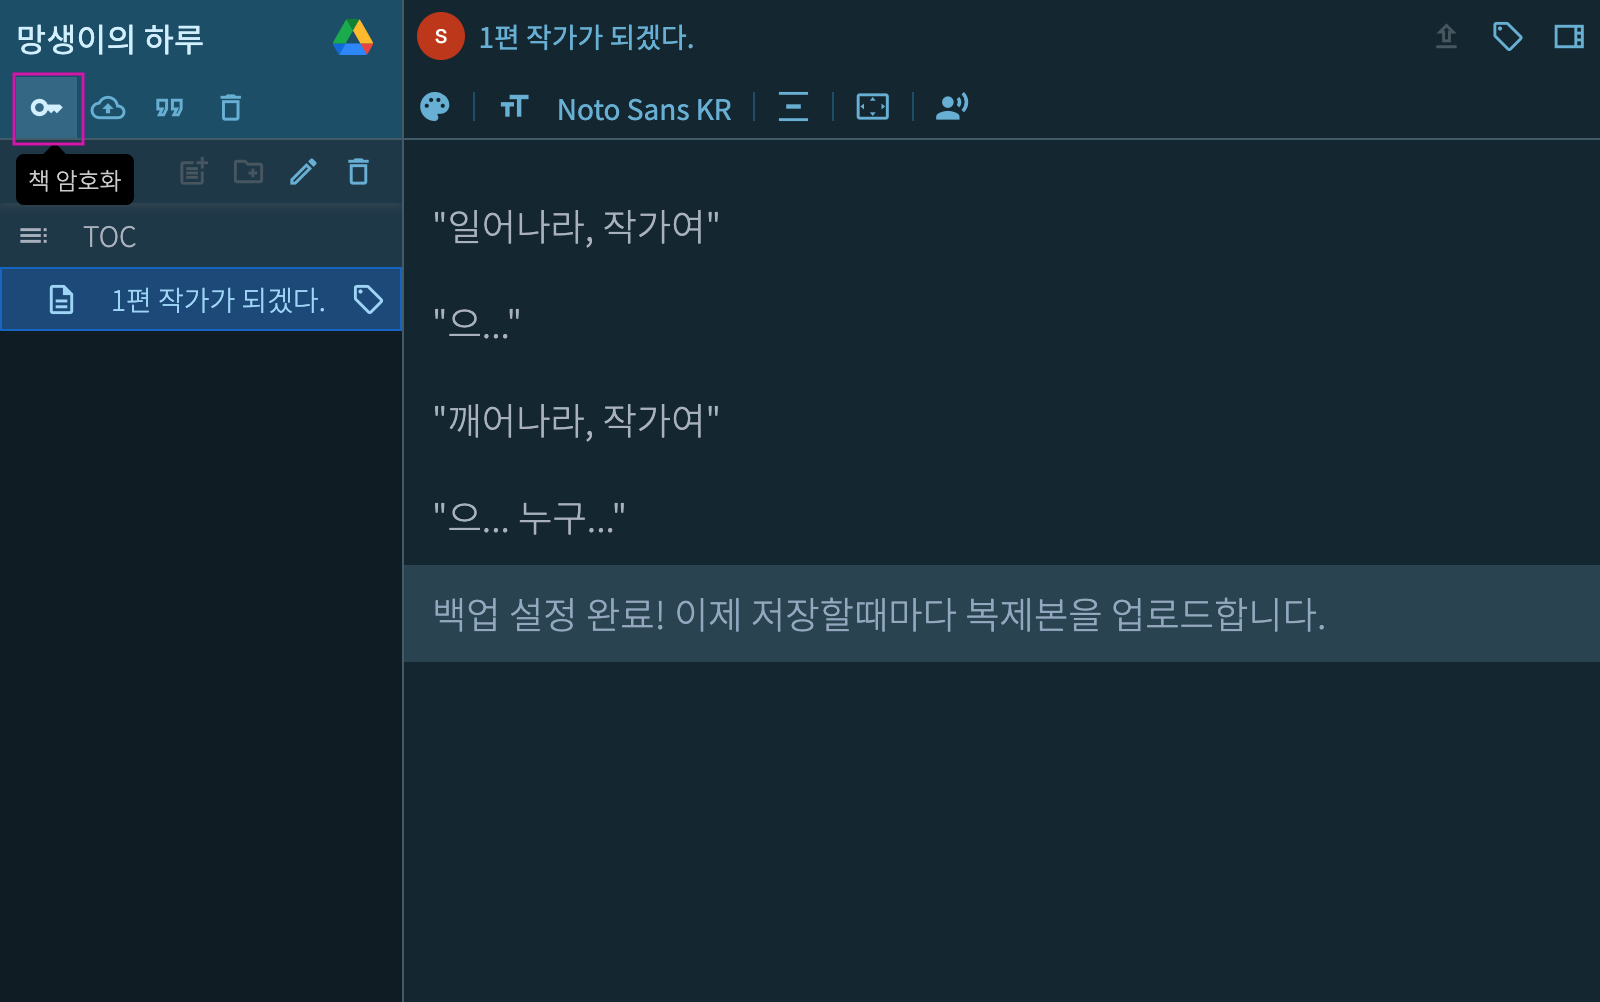 망생이의 하루
책 암호화
TOC
1편 작가가 되겠다.
S
1편 작가가 되겠다.
Noto Sans KR
"일어나라, 작가여"
"으..."
"깨어나라, 작가여"
"으... 누구..."
백업 설정 완료! 이제 저장할때마다 복제본을 업로드합니다.